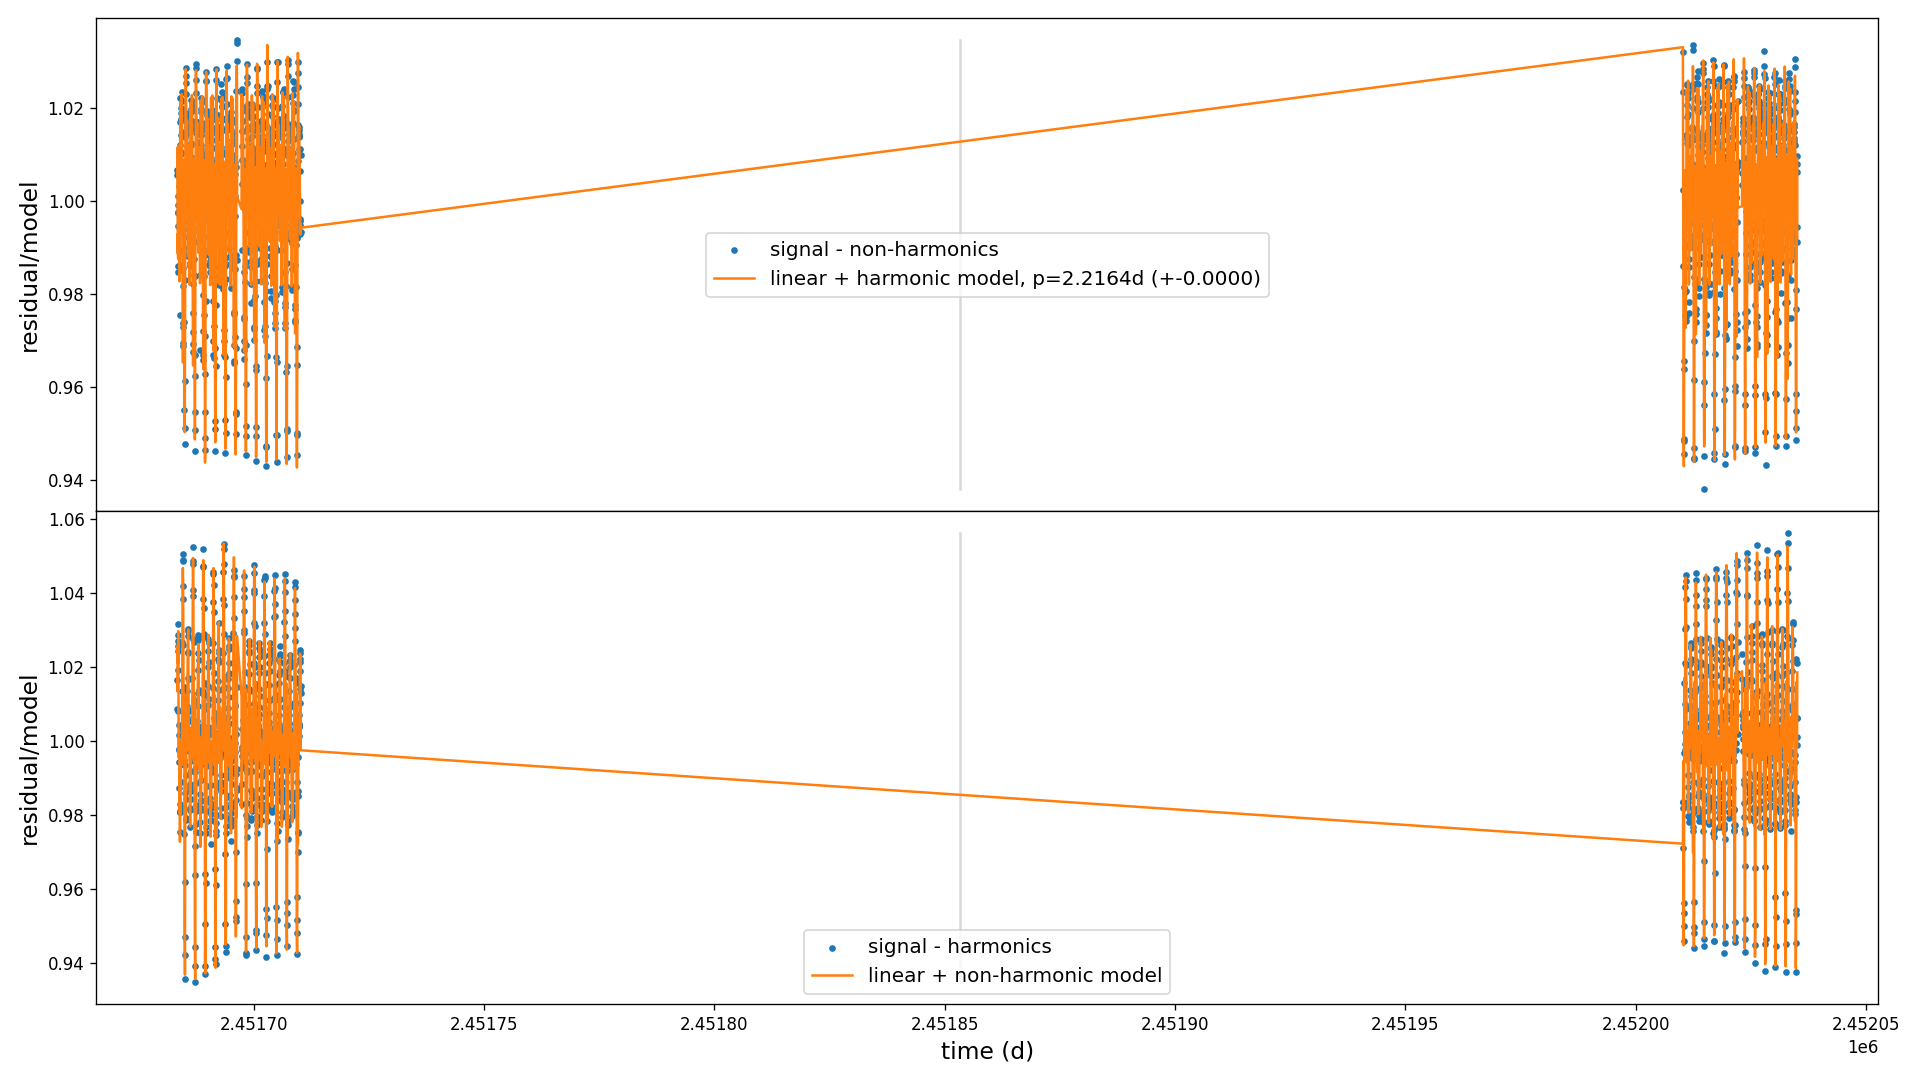 1.02
1.00
0.98
0.96
0.94
residual/model
signal - non-harmonics
linear + harmonic model, p=2.2164d (+-0.0000)
1.06
1.04
1.02
1.00
0.98
0.96
0.94
residual/model
signal - harmonics
linear + non-harmonic model
2.45170 2.45175 2.45180 2.45185 2.45190 2.45195 2.45200 2.45205
1e6
time (d)